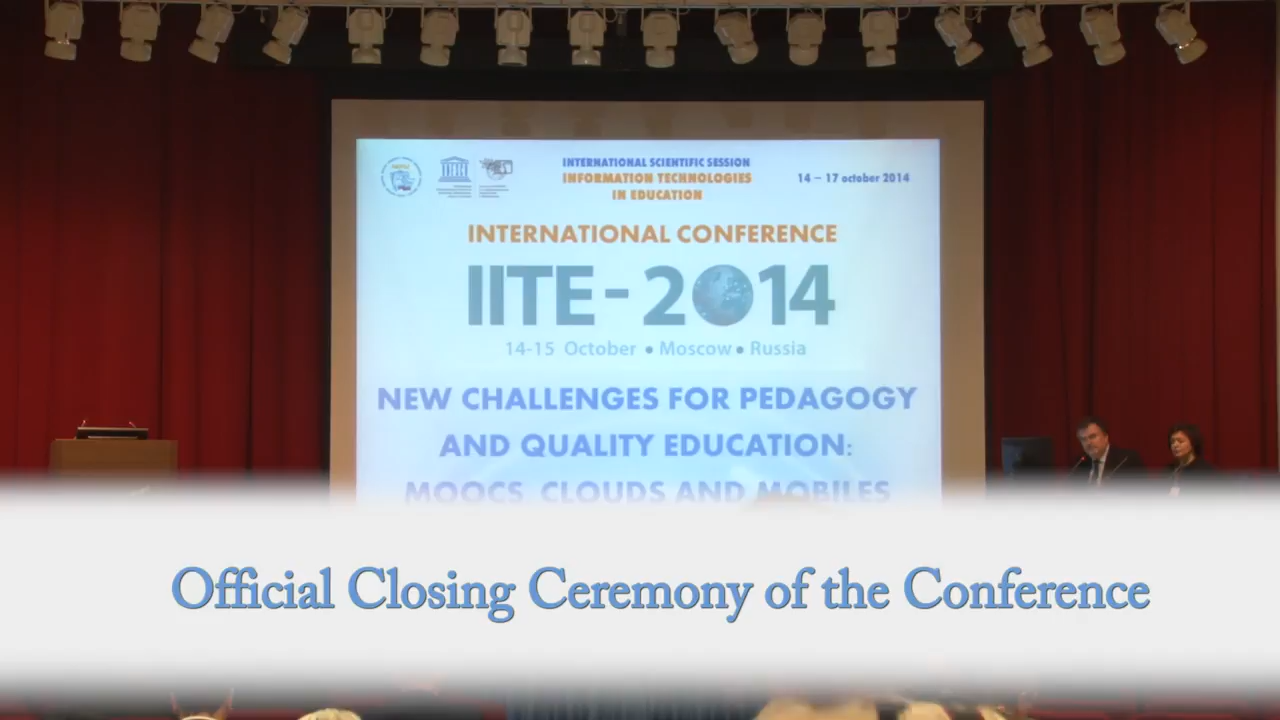 INTERNATIONAL SCIENTIFIC SESSION
INFORMATION TECHNOLOGIES
IN EDUCATION
14 – 17 october 2014
INTERNATIONAL CONFERENCE
IITE - 2014
14-15 October • Moscow • Russia
NEW CHALLENGES FOR PEDAGOGY
AND QUALITY EDUCATION:
MOOCS, CLOUDS AND MOBILES
Official Closing Ceremony of the Conference